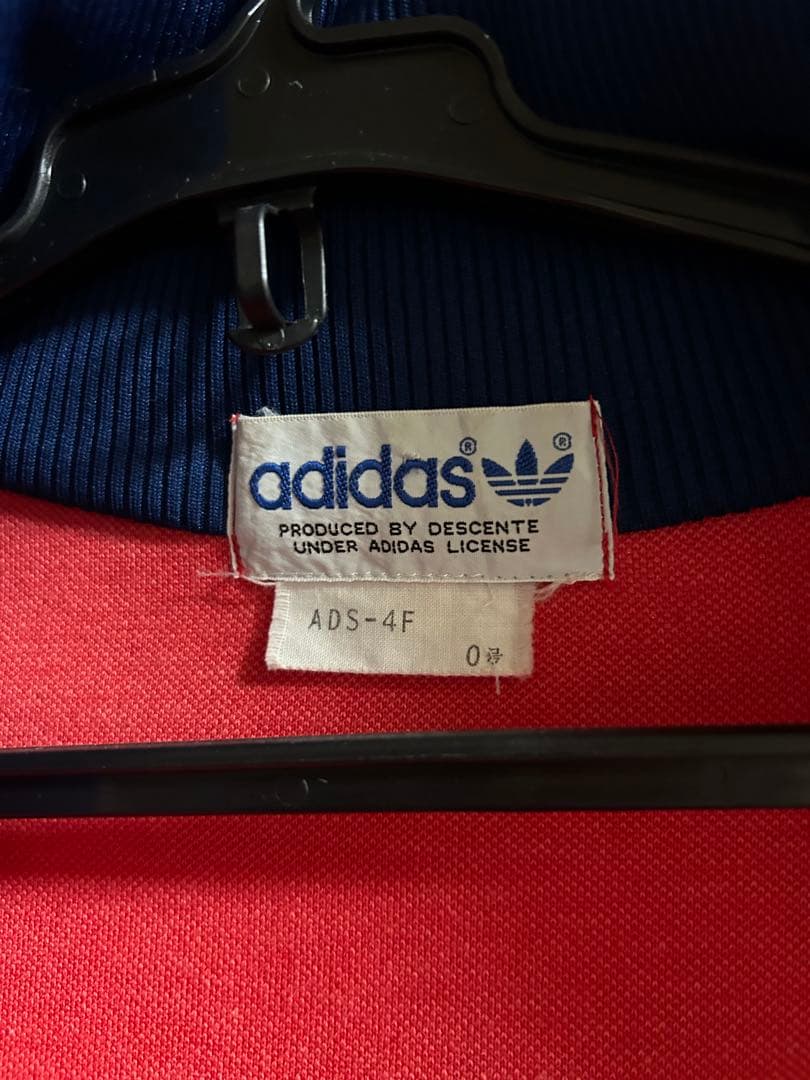 adidas® ®
PRODUCED BY DESCENTE
UNDER ADIDAS LICENSE
ADS-4F
0号